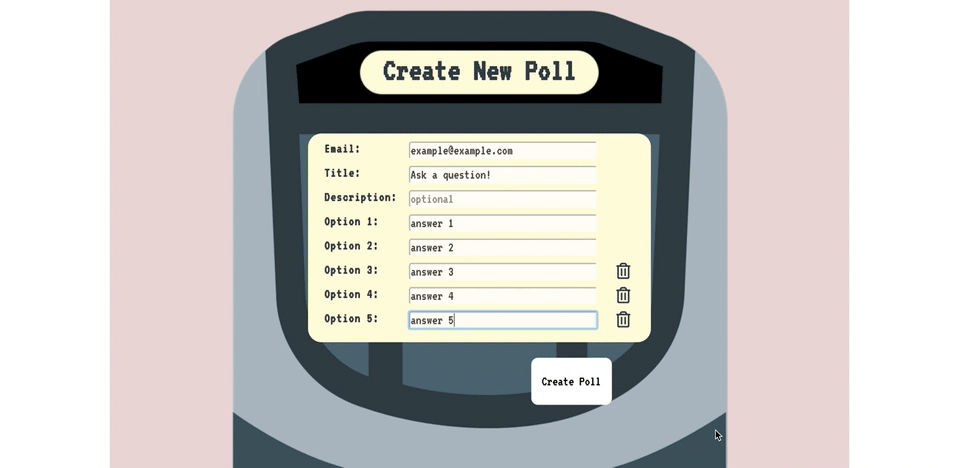 Create New Poll
Email: example@example.com
Title: Ask a question!
Description: optional
Option 1: answer 1
Option 2: answer 2
Option 3: answer 3
Option 4: answer 4
Option 5: answer 5
Create Poll